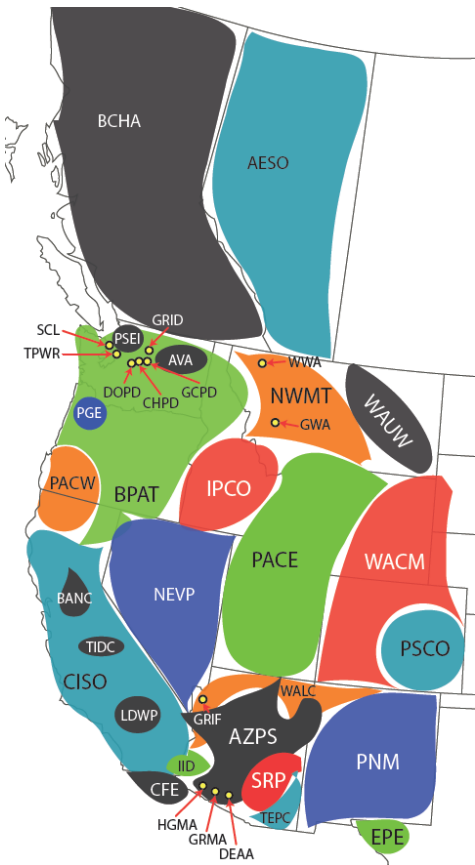 BCHA
AESO
SCL
PSEI
GRID
TPWR
AVA
WWA
DOPD
CHPD
GCPD
NWMT
WAUW
PGE
GWA
PACW
BPAT
IPCO
PACE
WACM
BANC
NEVP
TIDC
PSCO
CISO
LDWP
GRIF
WALC
AZPS
IID
PNM
CFE
SRP
HGMA
TEPC
GRMA
EPE
DEAA